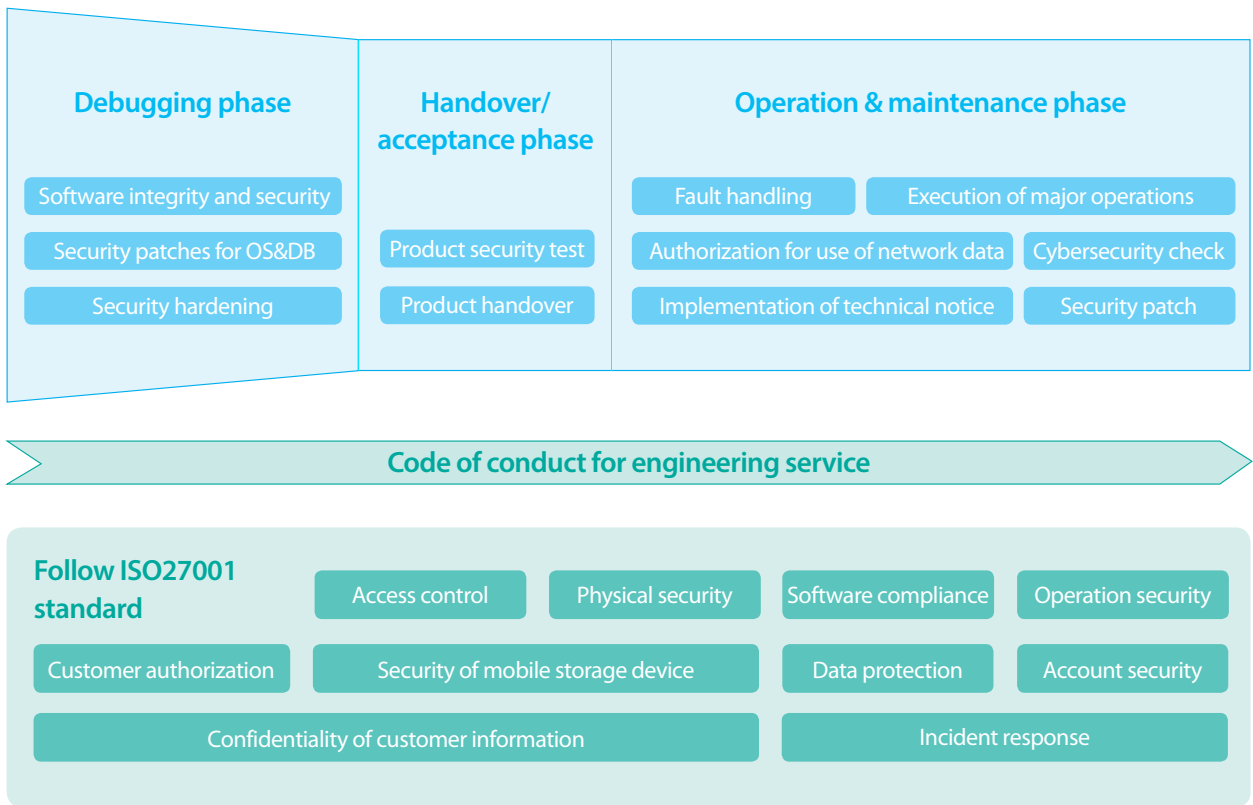 Debugging phase
Software integrity and security
Security patches for OS&DB
Security hardening
Handover/
acceptance phase
Product security test
Product handover
Operation & maintenance phase
Fault handling
Execution of major operations
Authorization for use of network data
Cybersecurity check
Implementation of technical notice
Security patch
Code of conduct for engineering service
Follow ISO27001
standard
Access control
Physical security
Software compliance
Operation security
Customer authorization
Security of mobile storage device
Data protection
Account security
Confidentiality of customer information
Incident response